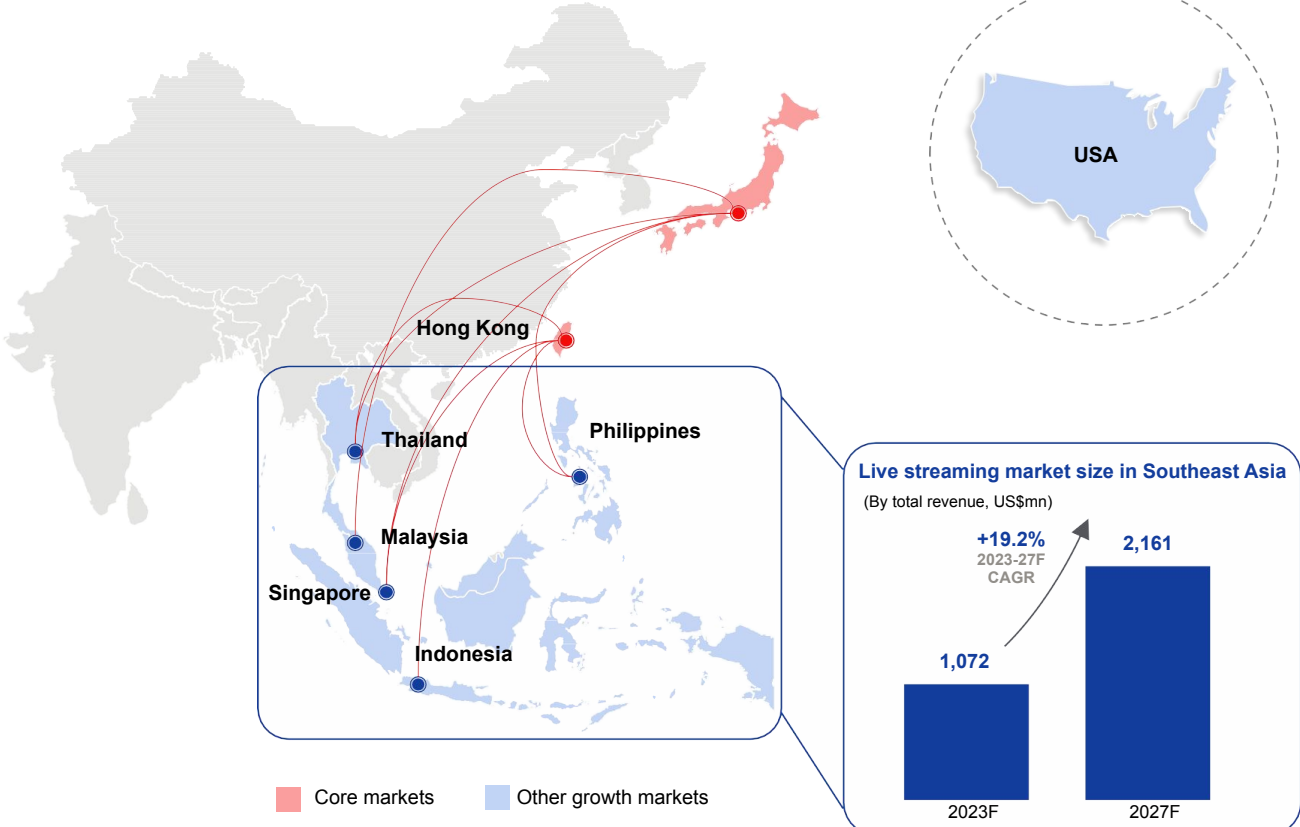 USA
Hong Kong
Thailand
Philippines
Malaysia
Singapore
Indonesia
Core markets
Other growth markets
Live streaming market size in Southeast Asia
(By total revenue, US$mn)
+19.2%
2023-27F
CAGR
2,161
1,072
2023F
2027F